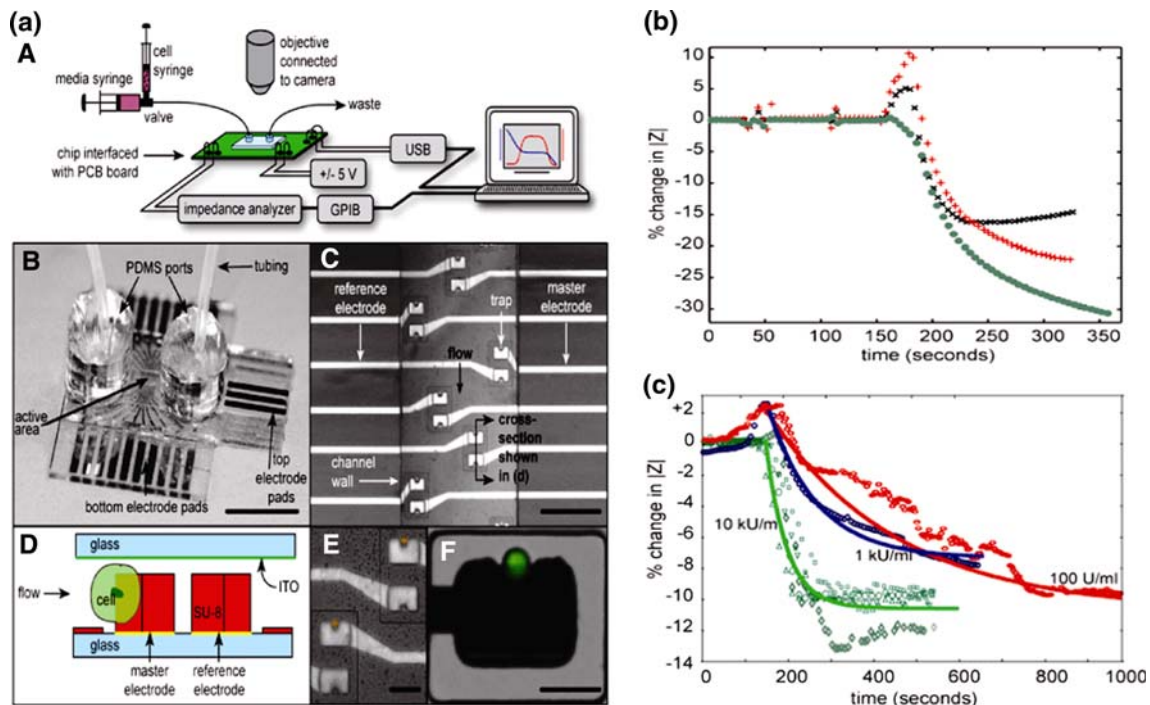 (a)
A
cell
syringe
media syringe
valve
objective
connected
to camera
waste
chip interfaced
with PCB board
USB
+/- 5 V
impedance analyzer
GPIB
B
PDMS ports
tubing
active
area
bottom electrode pads
top
electrode
pads
C
reference
electrode
trap
master
electrode
flow
cross-
section
shown
in (d)
channel
wall
D
glass
ITO
flow
cell
SU-8
glass
master
electrode
reference
electrode
E
F
(b)
% change in |Z|
10
5
0
-5
-10
-15
-20
-25
-30
0 50 100 150 200 250 300 350
time (seconds)
(c)
% change in |Z|
+2
0
-2
-4
-6
-8
-10
-12
-14
10 kU/m
1 kU/ml
100 U/ml
0 200 400 600 800 1000
time (seconds)